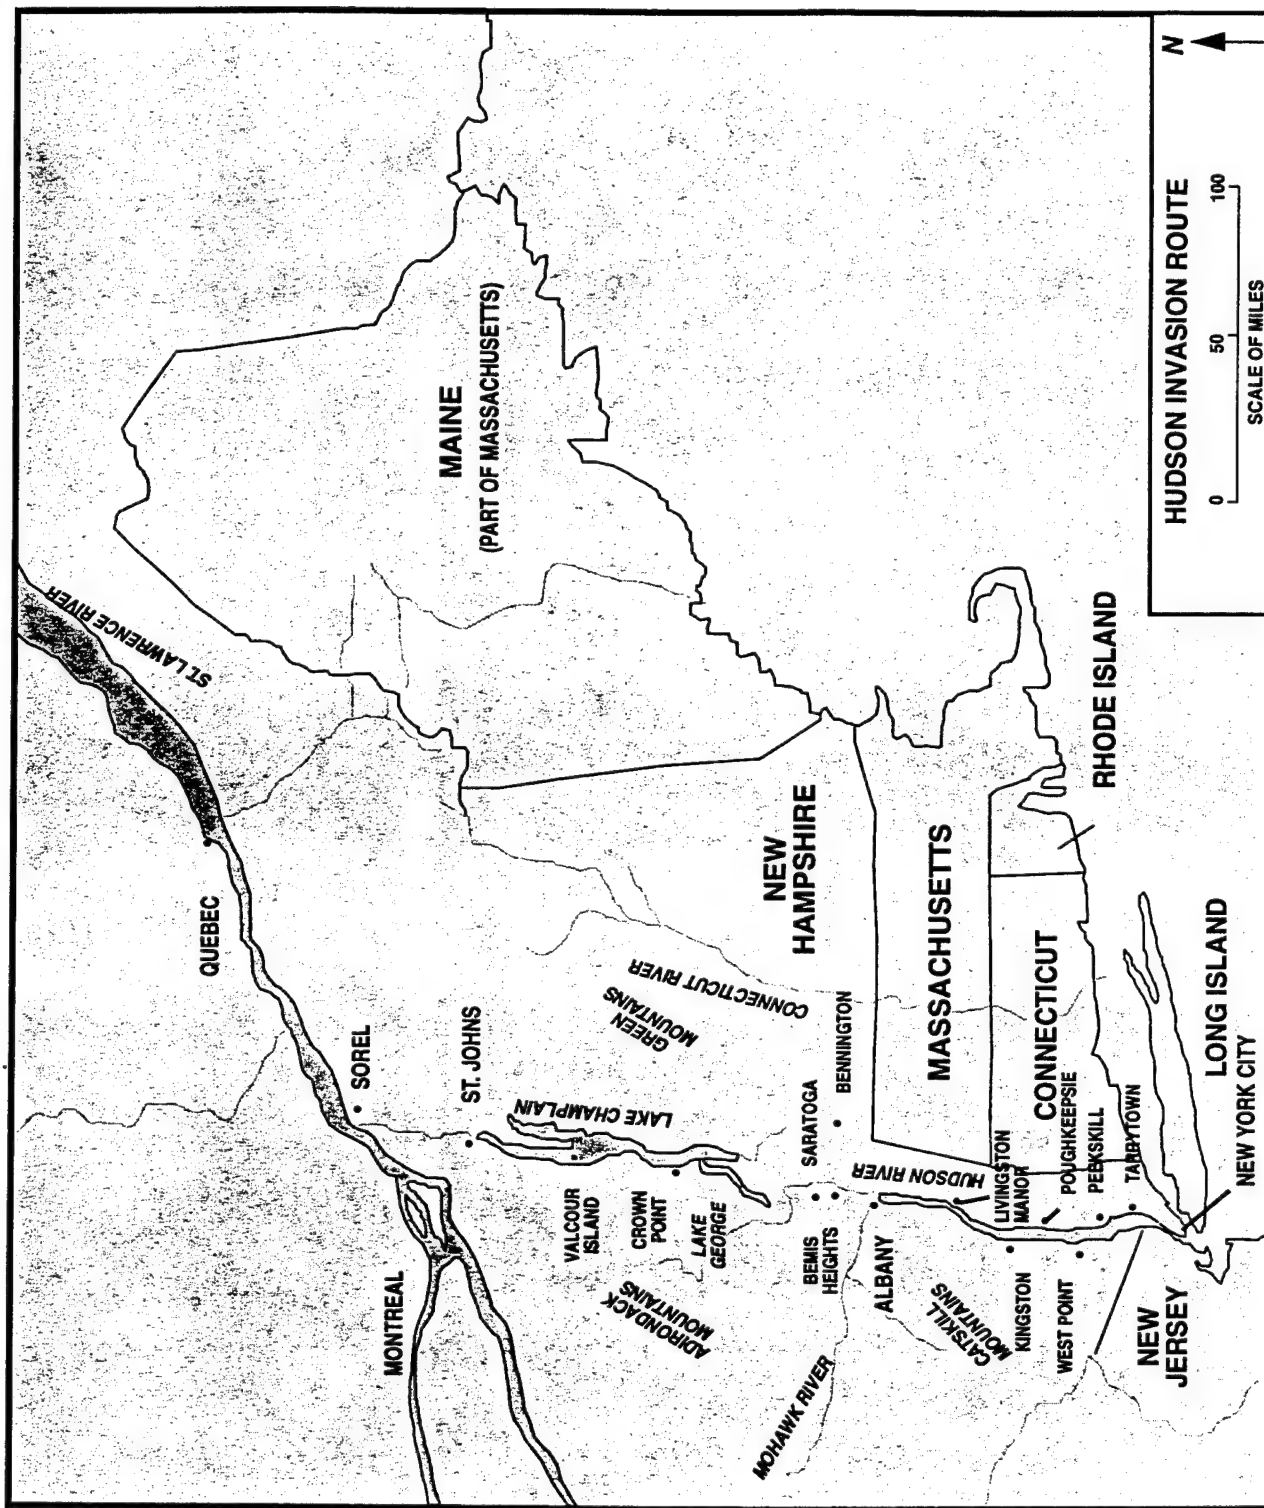 ST. LAWRENCE RIVER
QUEBEC
MAINE
(PART OF MASSACHUSETTS)
SOREL
MONTREAL
ST. JOHNS
LAKE CHAMPLAIN
VALCOUR
ISLAND
CROWN
POINT
LAKE
GEORGE
ADIRONDACK
MOUNTAINS
GREEN
MOUNTAINS
CONNECTICUT RIVER
NEW
HAMPSHIRE
SARATOGA
BENNINGTON
BEMIS
HEIGHTS
MOHAWK RIVER
ALBANY
HUDSON RIVER
MASSACHUSETTS
CATSKILL
MOUNTAINS
LIVINGSTON
MANOR
KINGSTON
CONNECTICUT
POUGHKEEPSIE
PEEKSKILL
WEST POINT
TARRYTOWN
RHODE ISLAND
NEW
JERSEY
LONG ISLAND
NEW YORK CITY
HUDSON INVASION ROUTE
N
0 50 100
SCALE OF MILES